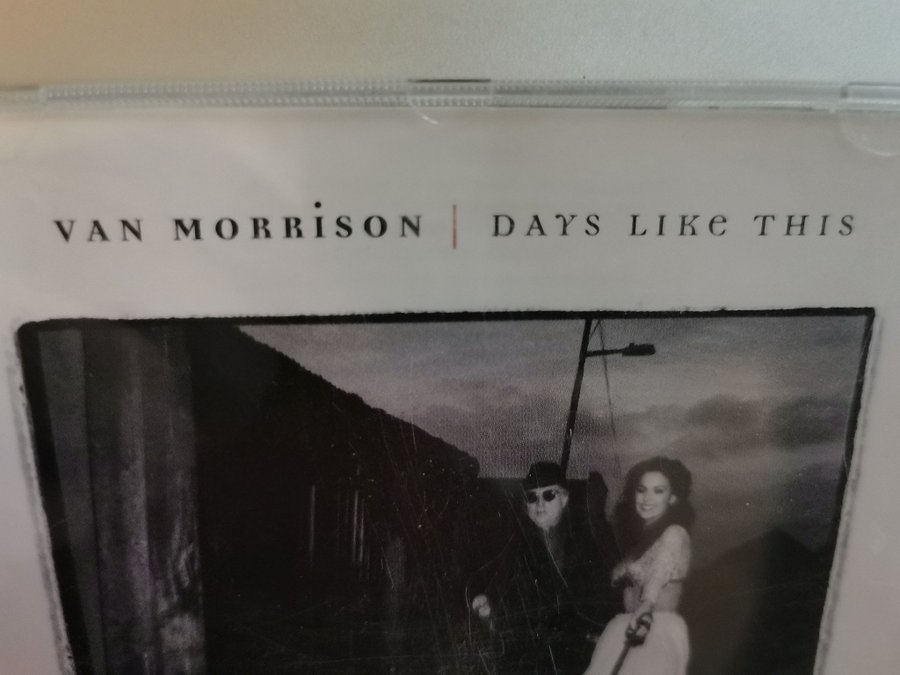 VAN MORRiSON | DAYS LIKe THIS